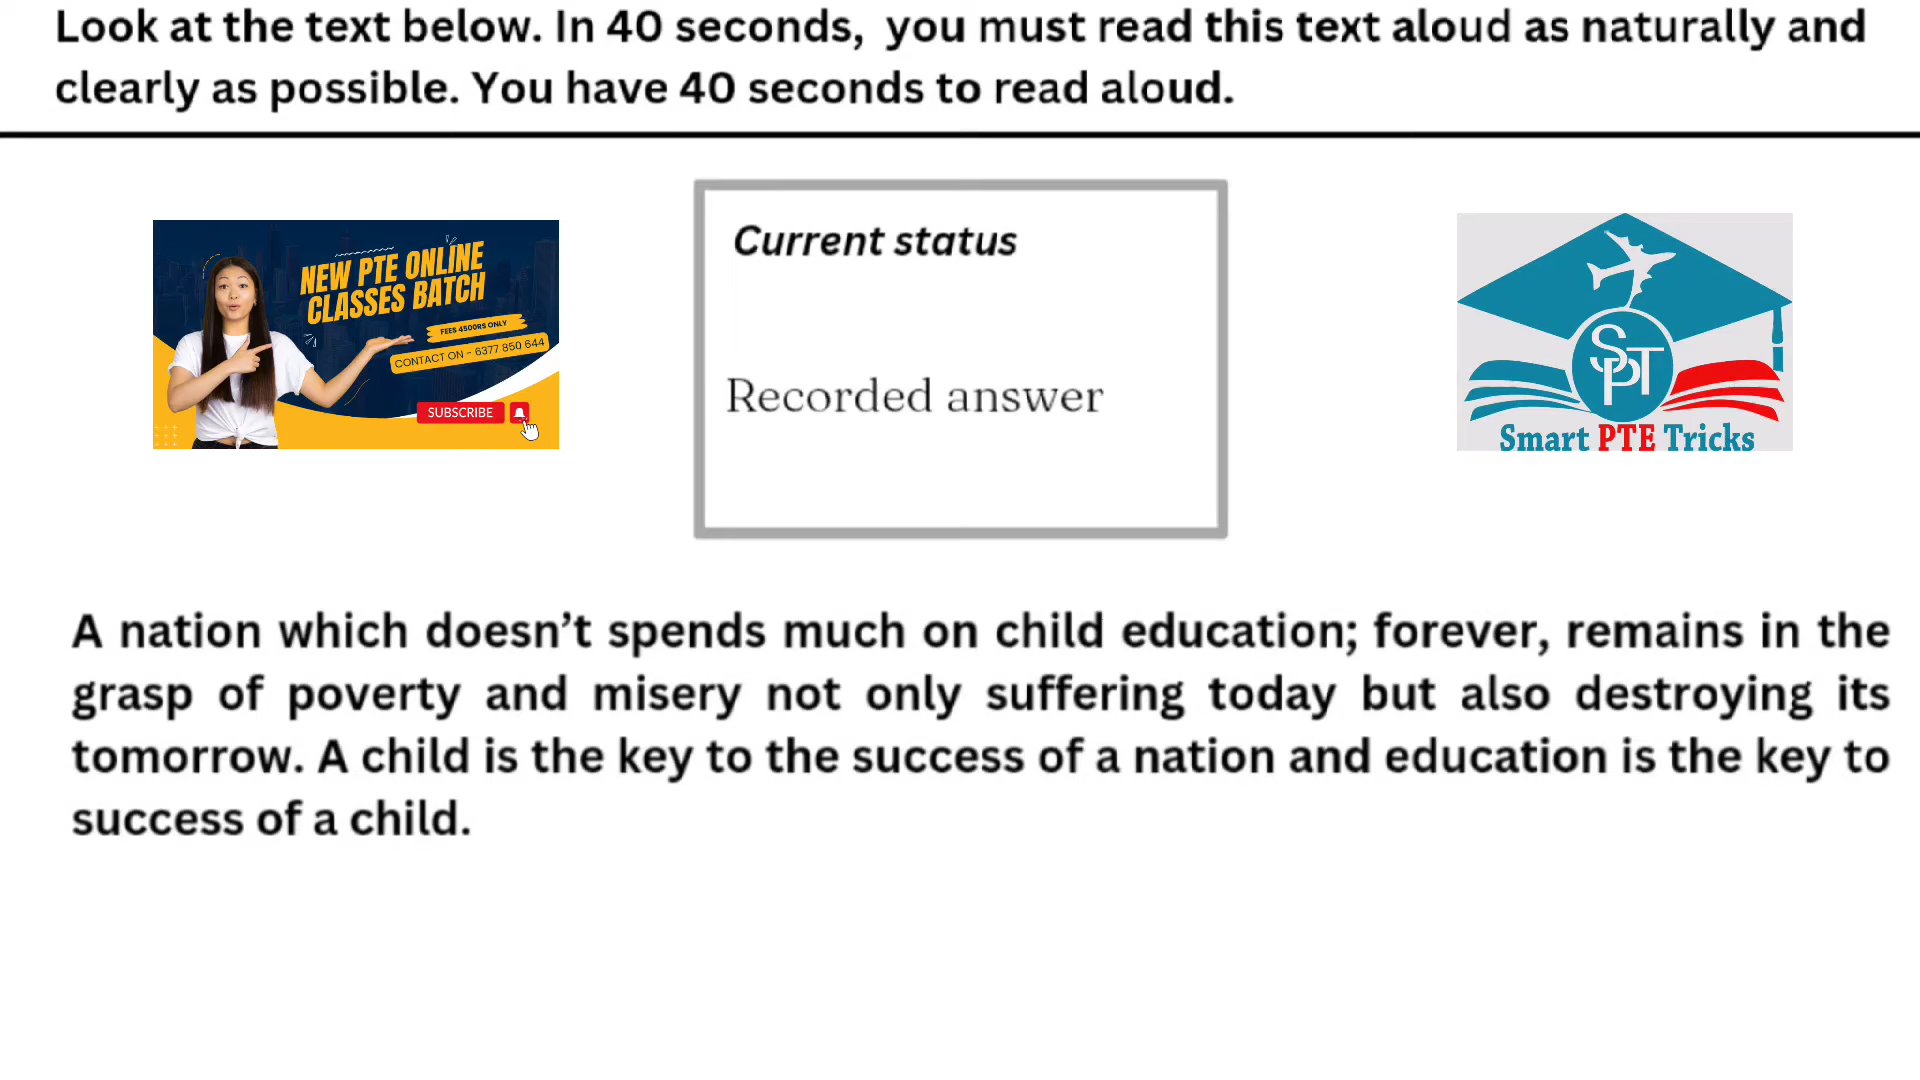 Look at the text below. In 40 seconds, you must read this text aloud as naturally and
clearly as possible. You have 40 seconds to read aloud.
NEW PTE ONLINE
CLASSES BATCH
FEES 4500RS ONLY
CONTACT ON - 6377 850 644
SUBSCRIBE
Current status
Recorded answer
SPT
Smart PTE Tricks
A nation which doesn’t spends much on child education; forever, remains in the
grasp of poverty and misery not only suffering today but also destroying its
tomorrow. A child is the key to the success of a nation and education is the key to
success of a child.